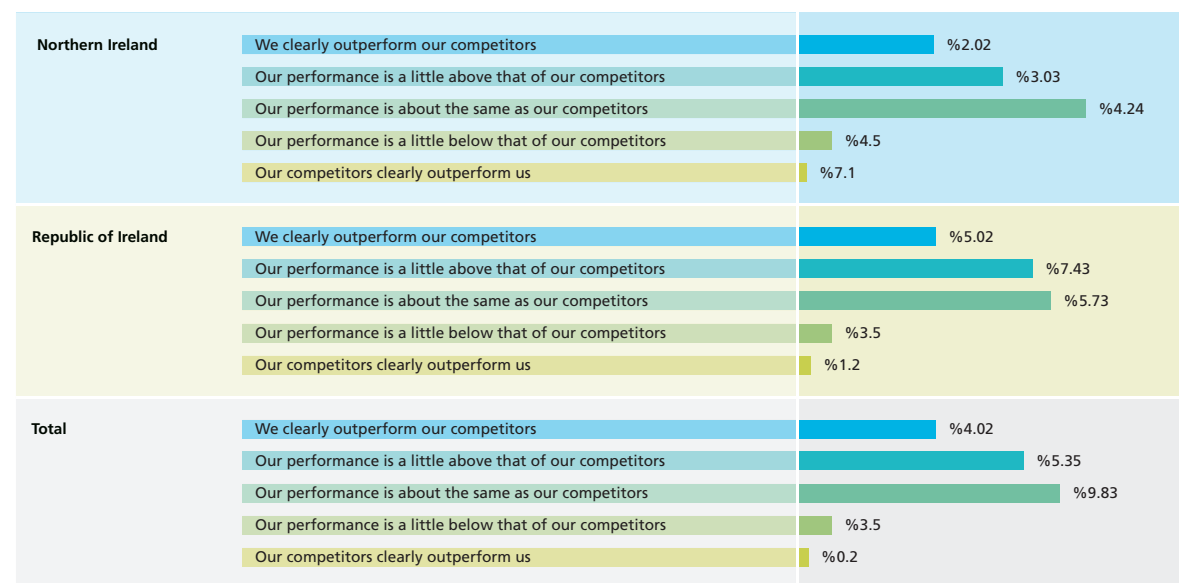 Northern Ireland We clearly outperform our competitors %2.02
Our performance is a little above that of our competitors %3.03
Our performance is about the same as our competitors %4.24
Our performance is a little below that of our competitors %4.5
Our competitors clearly outperform us %7.1
Republic of Ireland We clearly outperform our competitors %5.02
Our performance is a little above that of our competitors %7.43
Our performance is about the same as our competitors %5.73
Our performance is a little below that of our competitors %3.5
Our competitors clearly outperform us %1.2
Total We clearly outperform our competitors %4.02
Our performance is a little above that of our competitors %5.35
Our performance is about the same as our competitors %9.83
Our performance is a little below that of our competitors %3.5
Our competitors clearly outperform us %0.2